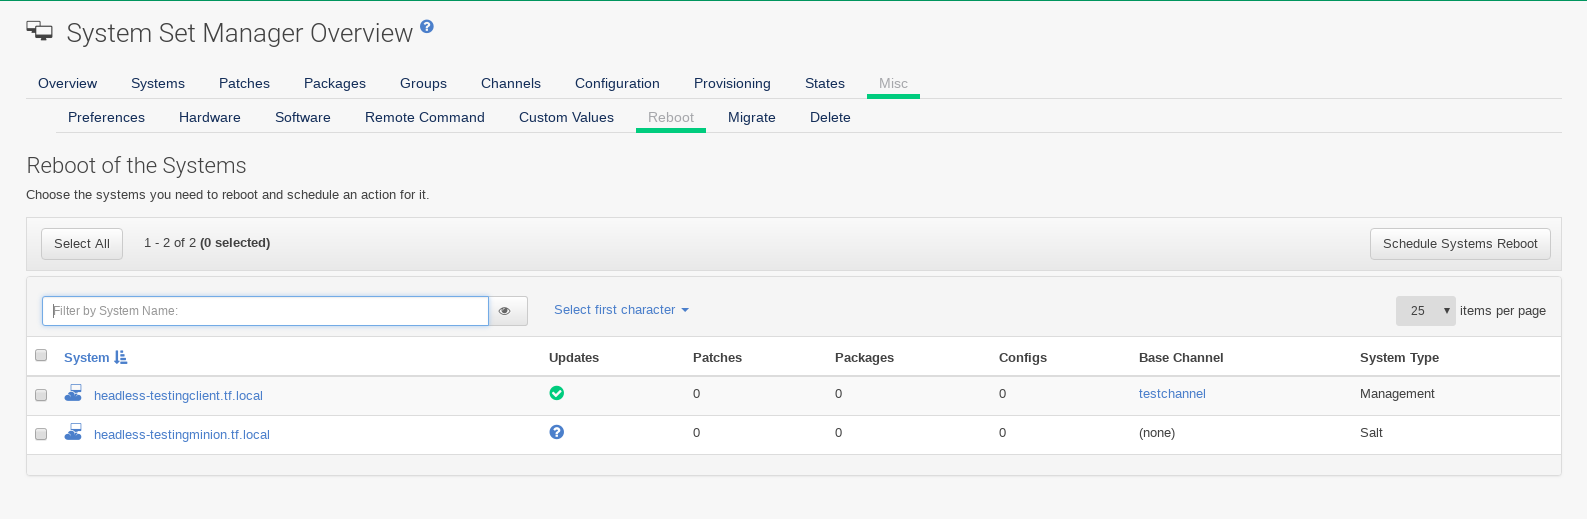 System Set Manager Overview
Overview Systems Patches Packages Groups Channels Configuration Provisioning States Misc
Preferences Hardware Software Remote Command Custom Values Reboot Migrate Delete
Reboot of the Systems
Choose the systems you need to reboot and schedule an action for it.
Select All 1 - 2 of 2 (0 selected) Schedule Systems Reboot
Filter by System Name: Select first character 25 items per page
System Updates Patches Packages Configs Base Channel System Type
headless-testingclient.tf.local 0 0 0 testchannel Management
headless-testingminion.tf.local 0 0 0 (none) Salt